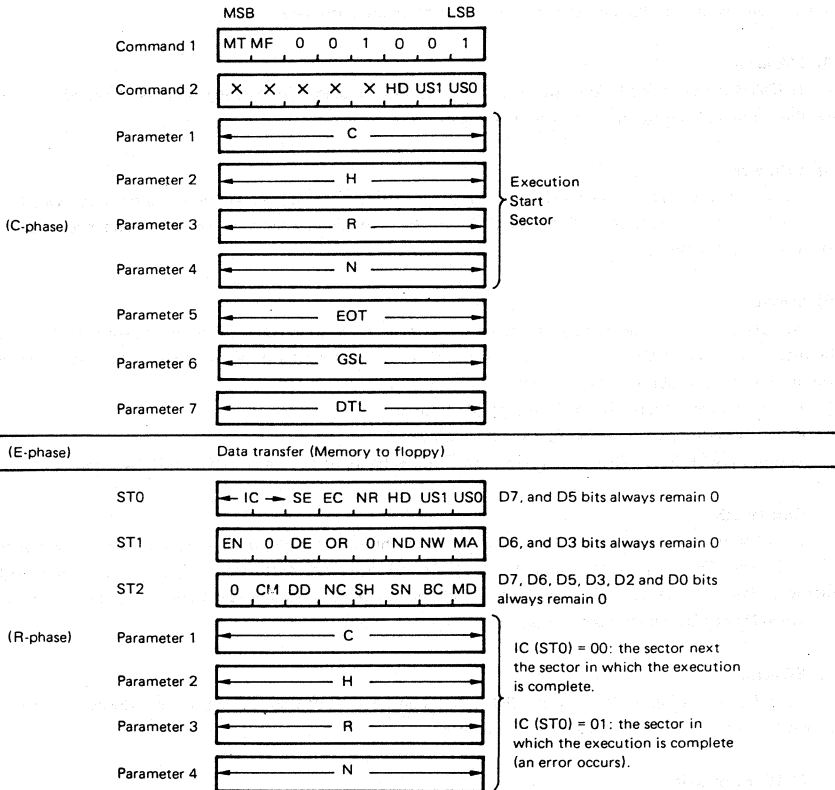 MSB LSB
Command 1 MT MF 0 0 1 0 0 1
Command 2 X X X X X HD US1 US0
Parameter 1 C
Parameter 2 H
Execution
Start
(C-phase) Parameter 3 R Sector
Parameter 4 N
Parameter 5 EOT
Parameter 6 GSL
Parameter 7 DTL
(E-phase) Data transfer (Memory to floppy)
ST0 IC SE EC NR HD US1 US0 D7, and D5 bits always remain 0
ST1 EN 0 DE OR 0 ND NW MA D6, and D3 bits always remain 0
ST2 0 CM DD NC SH SN BC MD D7, D6, D5, D3, D2 and D0 bits
always remain 0
(R-phase) Parameter 1 C
IC (ST0) = 00: the sector next
the sector in which the execution
Parameter 2 H is complete.
Parameter 3 R IC (ST0) = 01: the sector in
which the execution is complete
(an error occurs).
Parameter 4 N